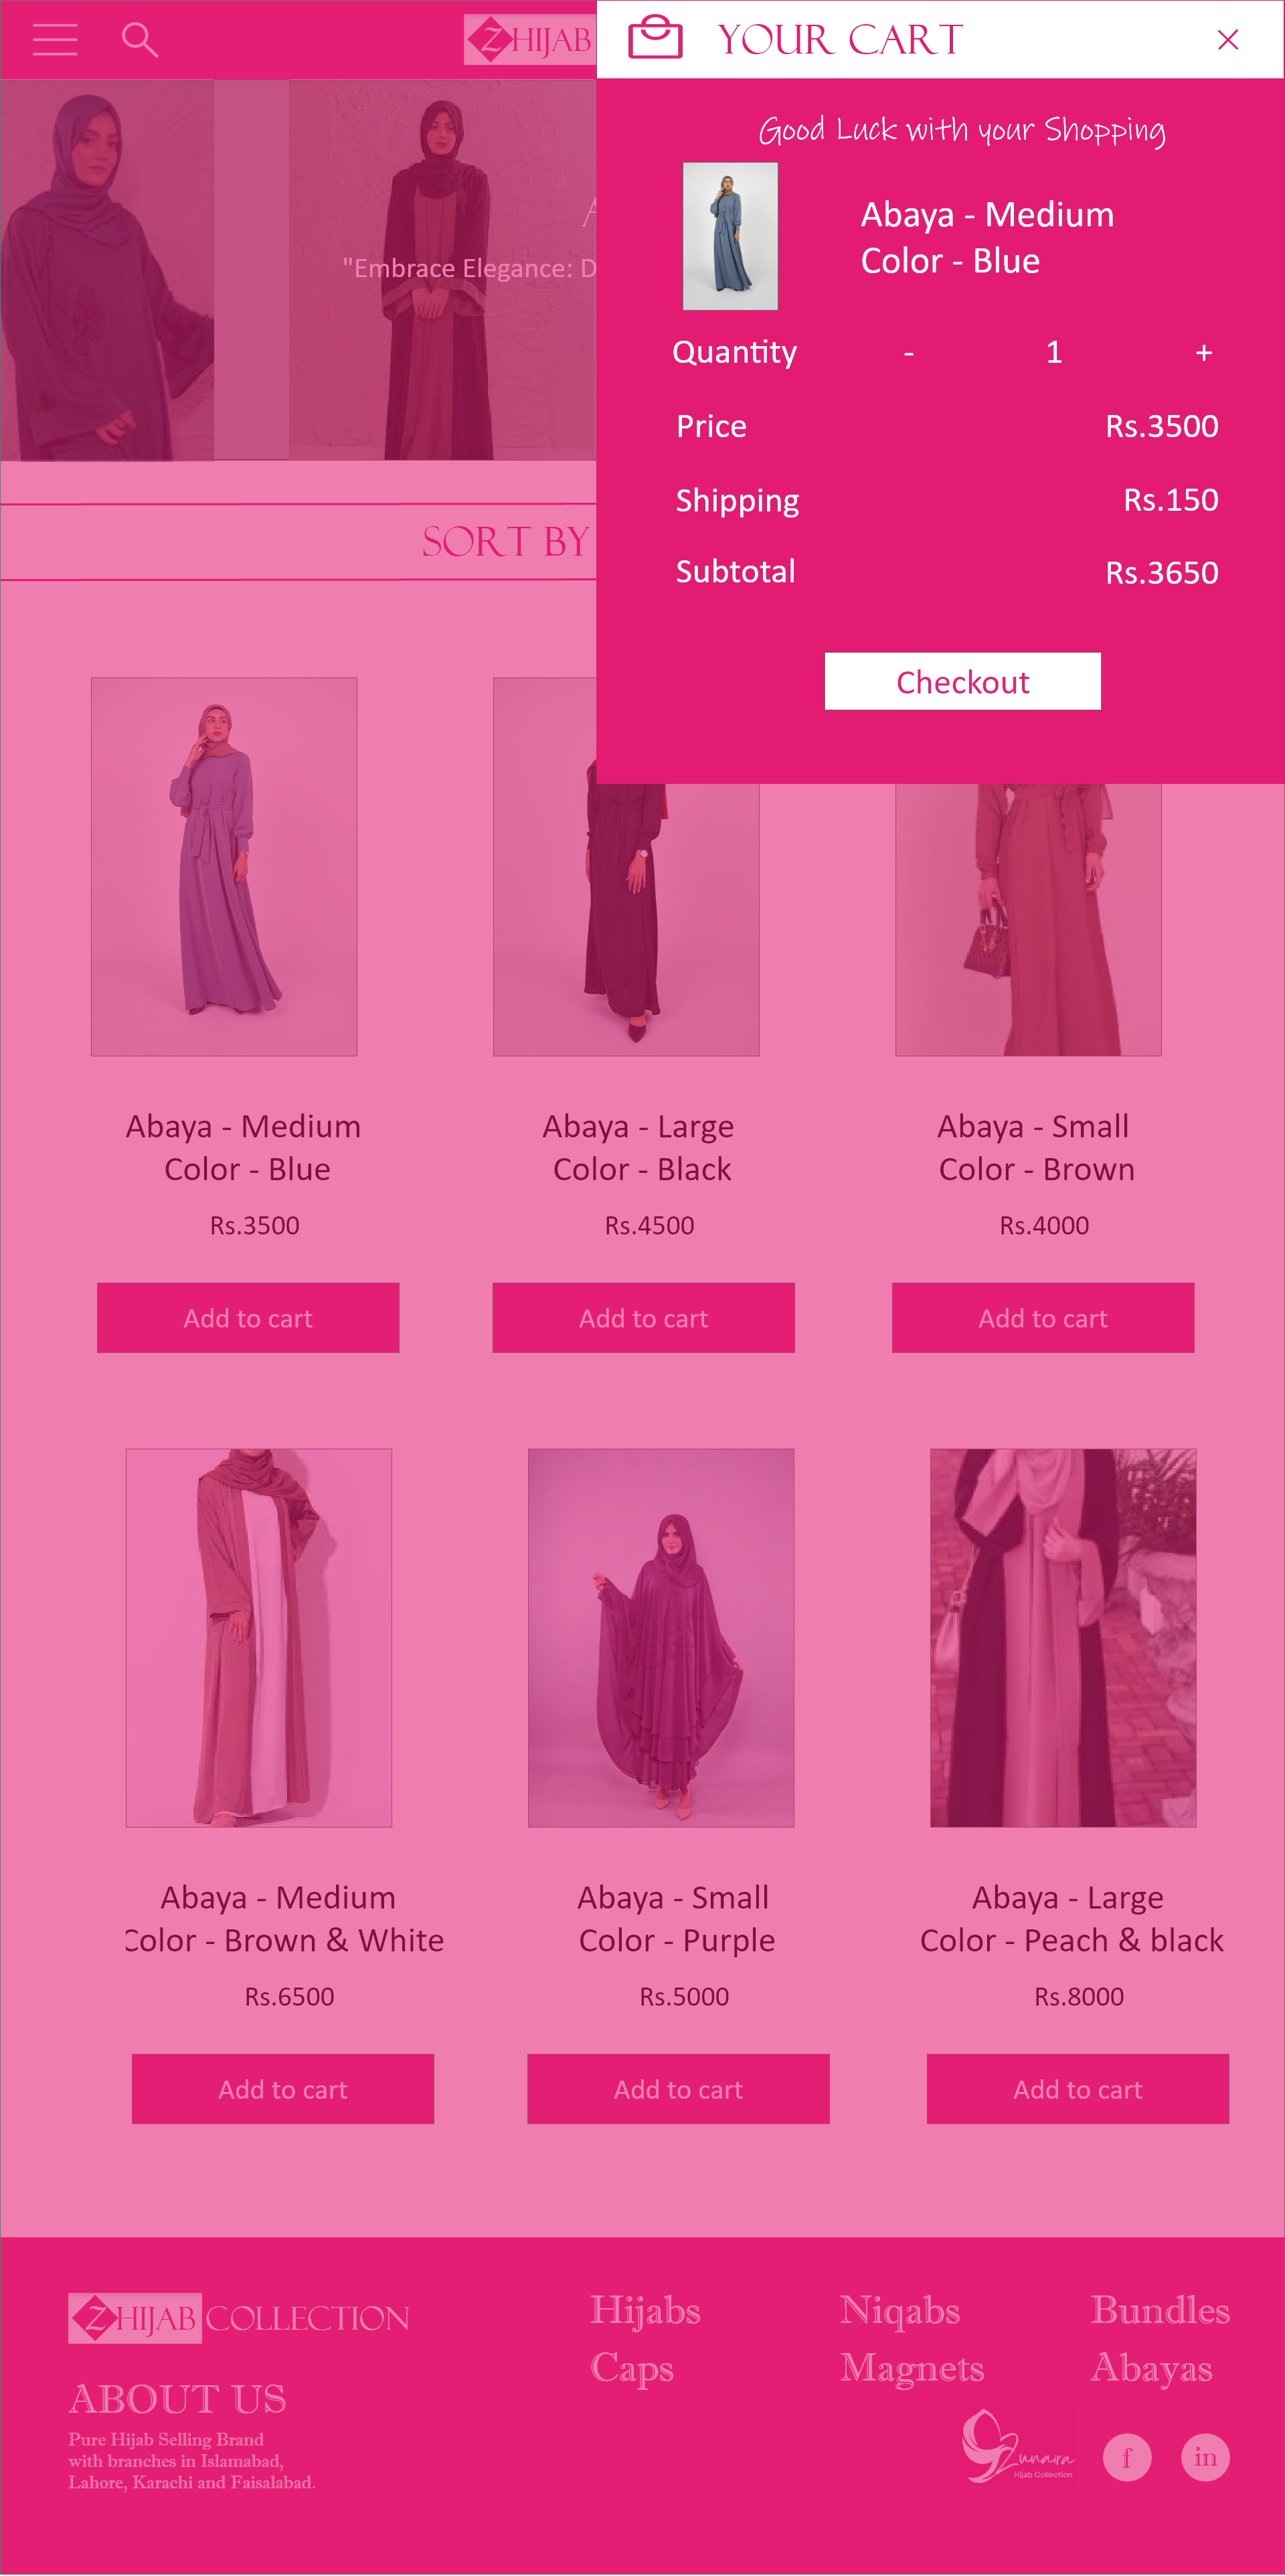 Z HIJAB
YOUR CART
Good Luck with your Shopping
Abaya - Medium
Color - Blue
"Embrace Elegance: D
Quantity - 1 +
Price Rs.3500
Shipping Rs.150
Subtotal Rs.3650
SORT BY
Checkout
Abaya - Medium
Color - Blue
Rs.3500
Add to cart
Abaya - Large
Color - Black
Rs.4500
Add to cart
Abaya - Small
Color - Brown
Rs.4000
Add to cart
Abaya - Medium
Color - Brown & White
Rs.6500
Add to cart
Abaya - Small
Color - Purple
Rs.5000
Add to cart
Abaya - Large
Color - Peach & black
Rs.8000
Add to cart
Z HIJAB COLLECTION
ABOUT US
Pure Hijab Selling Brand
with branches in Islamabad,
Lahore, Karachi and Faisalabad.
Hijabs Niqabs Bundles
Caps Magnets Abayas
Zunaira
Hijab Collection
f in